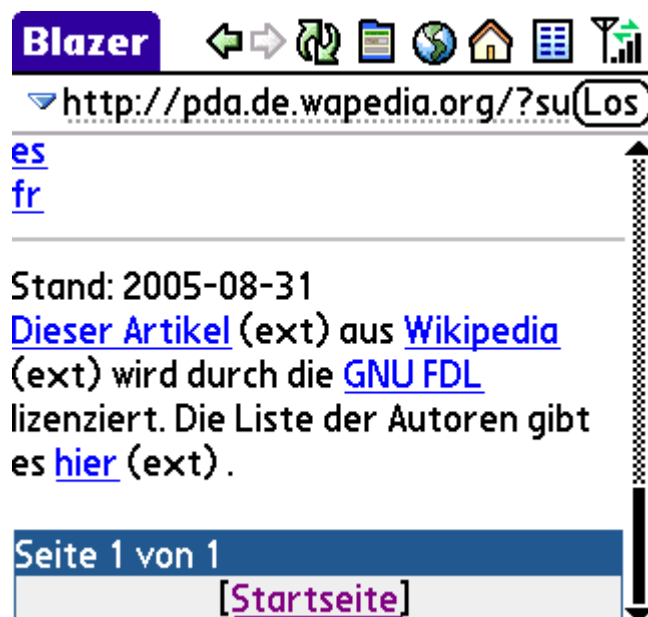 Blazer
http://pda.de.wapedia.org/?su Los
es
fr
Stand: 2005-08-31
Dieser Artikel (ext) aus Wikipedia
(ext) wird durch die GNU FDL
lizenziert. Die Liste der Autoren gibt
es hier (ext) .
Seite 1 von 1
[Startseite]